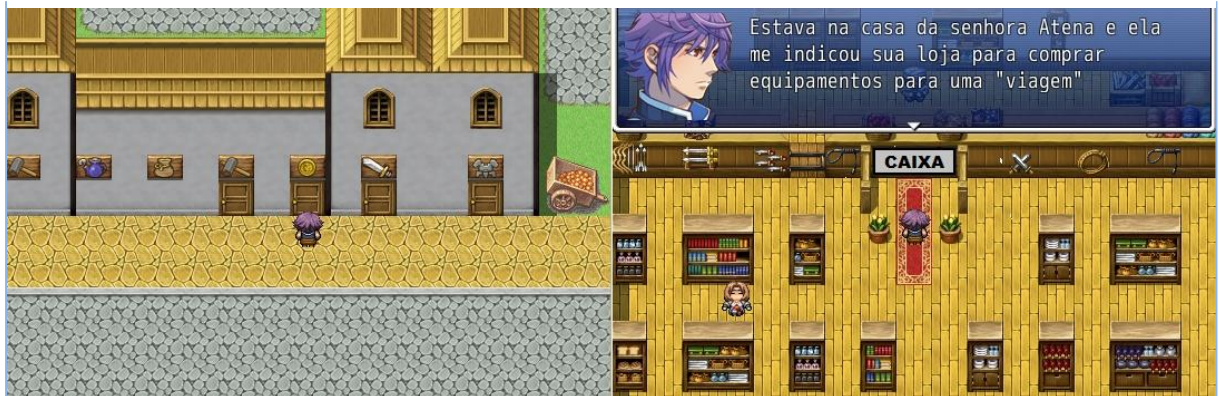 Estava na casa da senhora Atena e ela
me indicou sua loja para comprar
equipamentos para uma "viagem"
CAIXA